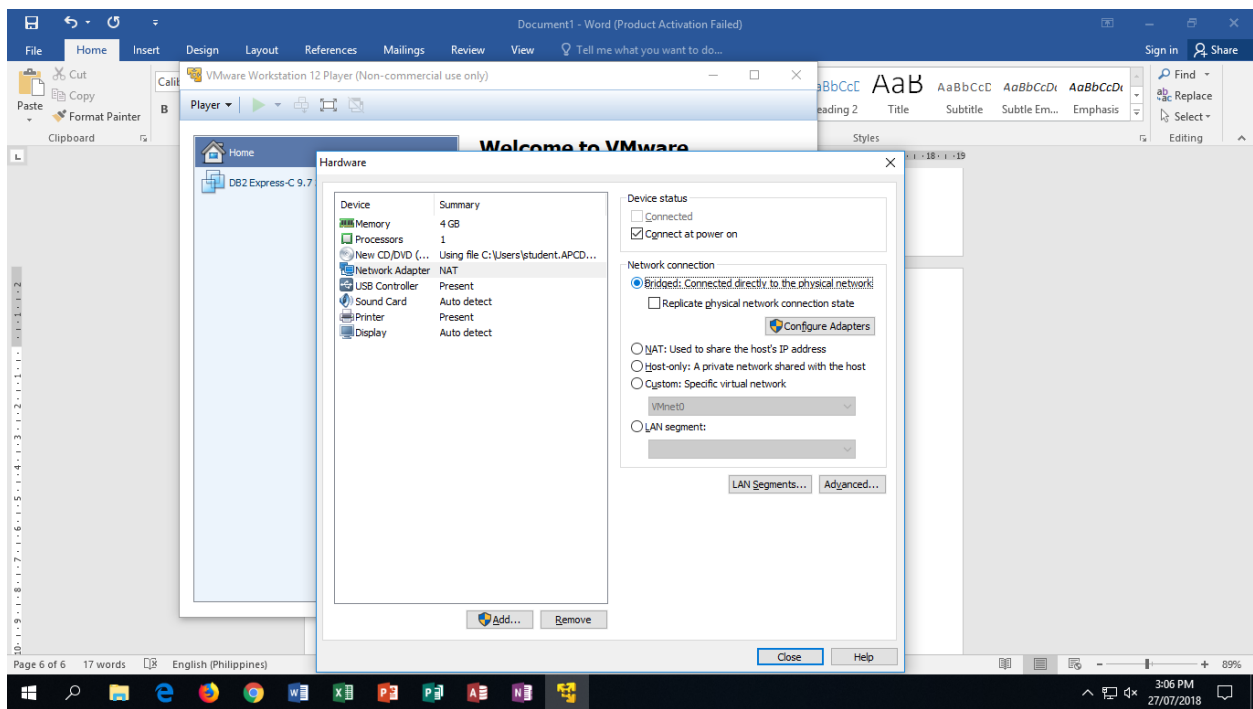 Document1 - Word (Product Activation Failed)
File Home Insert Design Layout References Mailings Review View Tell me what you want to do... Sign in Share
Paste
Cut
Copy
Format Painter
Clipboard
Calib
B
AaB AaBbCcD AaBbCcDc AaBbCcDc
eading 2 Title Subtitle Subtle Em... Emphasis
Styles
Find
Replace
Select
Editing
VMware Workstation 12 Player (Non-commercial use only)
Player
Home
DB2 Express-C 9.7
Welcome to VMware
18 19
Hardware
Device Summary
Memory 4 GB
Processors 1
New CD/DVD (... Using file C:\Users\student.APCD...
Network Adapter NAT
USB Controller Present
Sound Card Auto detect
Printer Present
Display Auto detect
Add... Remove
Device status
Connected
Connect at power on
Network connection
Bridged: Connected directly to the physical network
Replicate physical network connection state
Configure Adapters
NAT: Used to share the host's IP address
Host-only: A private network shared with the host
Custom: Specific virtual network
VMnet0
LAN segment:
LAN Segments... Advanced...
Close Help
Page 6 of 6 17 words English (Philippines) 89%
3:06 PM
27/07/2018